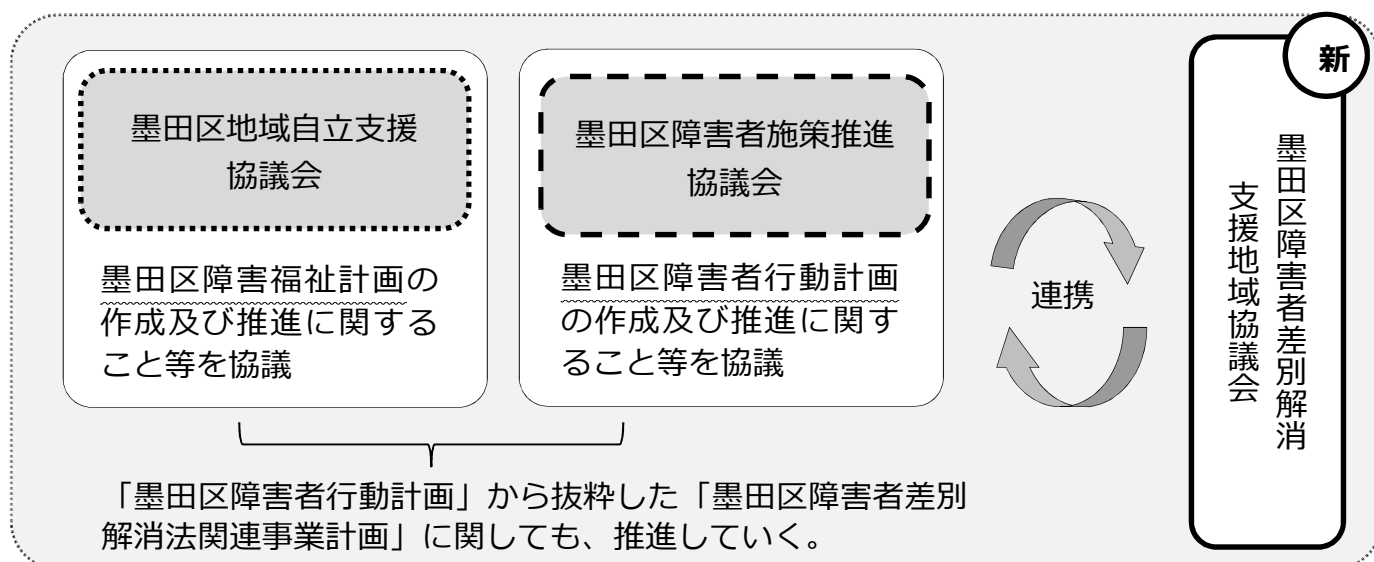 墨田区地域自立支援
協議会
墨田区障害福祉計画の
作成及び推進に関する
こと等を協議
墨田区障害者施策推進
協議会
墨田区障害者行動計画
の作成及び推進に関す
ること等を協議
「墨田区障害者行動計画」から抜粋した「墨田区障害者差別
解消法関連事業計画」に関しても、推進していく。
連携
新
墨田区障害者差別解消
支援地域協議会